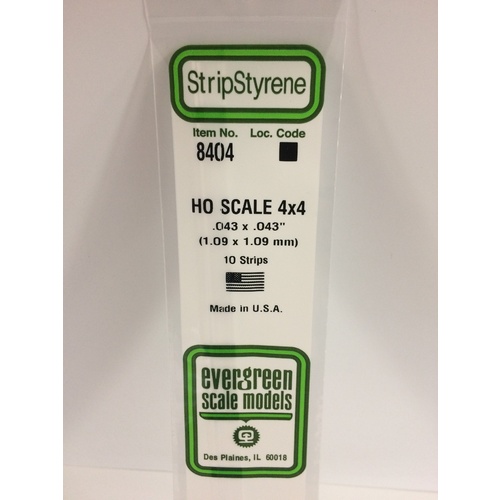 StripStyrene
Item No. Loc. Code
8404
HO SCALE 4x4
.043 x .043"
(1.09 x 1.09 mm)
10 Strips
Made in U.S.A.
evergreen
scale models
Des Plaines, IL 60018